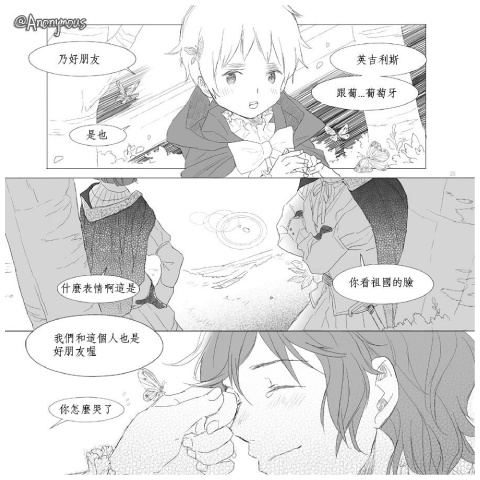 @Anonymous
乃好朋友
英吉利斯
跟葡...葡萄牙
是也
25
什麼表情啊這是
你看祖國的臉
我們和這個人也是
好朋友喔
你怎麼哭了